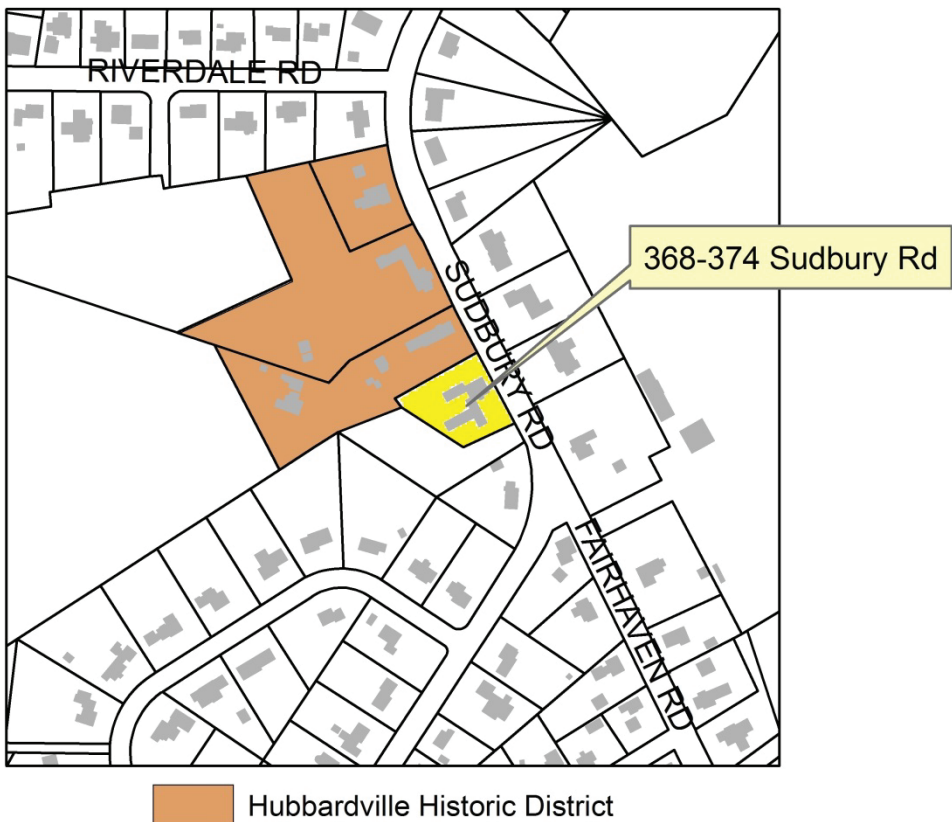 RIVERDALE RD
368-374 Sudbury Rd
SUDBURY RD
FAIRHAVEN RD
Hubbardville Historic District